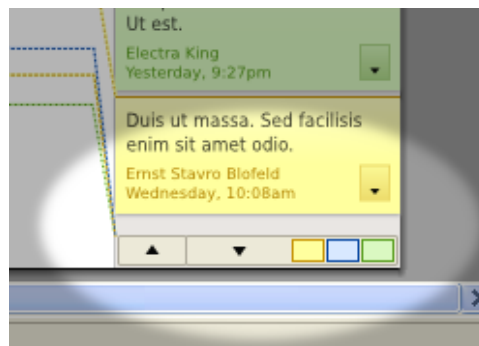 Ut est.
Electra King
Yesterday, 9:27pm
Duis ut massa. Sed facilisis
enim sit amet odio.
Ernst Stavro Blofeld
Wednesday, 10:08am